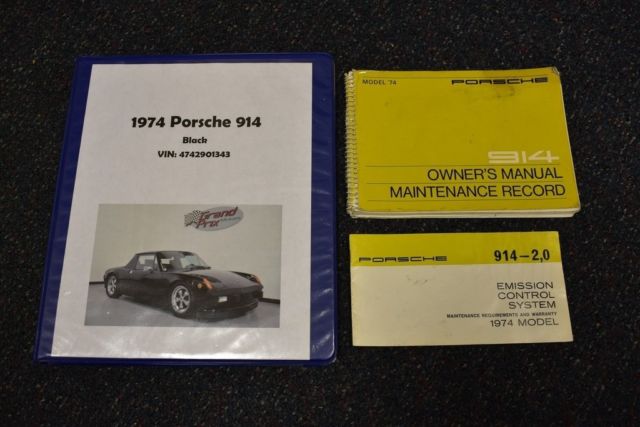 1974 Porsche 914
Black
VIN: 4742901343
Grand
Prix
MODEL '74
PORSCHE
914
OWNER'S MANUAL
MAINTENANCE RECORD
PORSCHE
914-2,0
EMISSION
CONTROL
SYSTEM
MAINTENANCE REQUIREMENTS AND WARRANTY
1974 MODEL